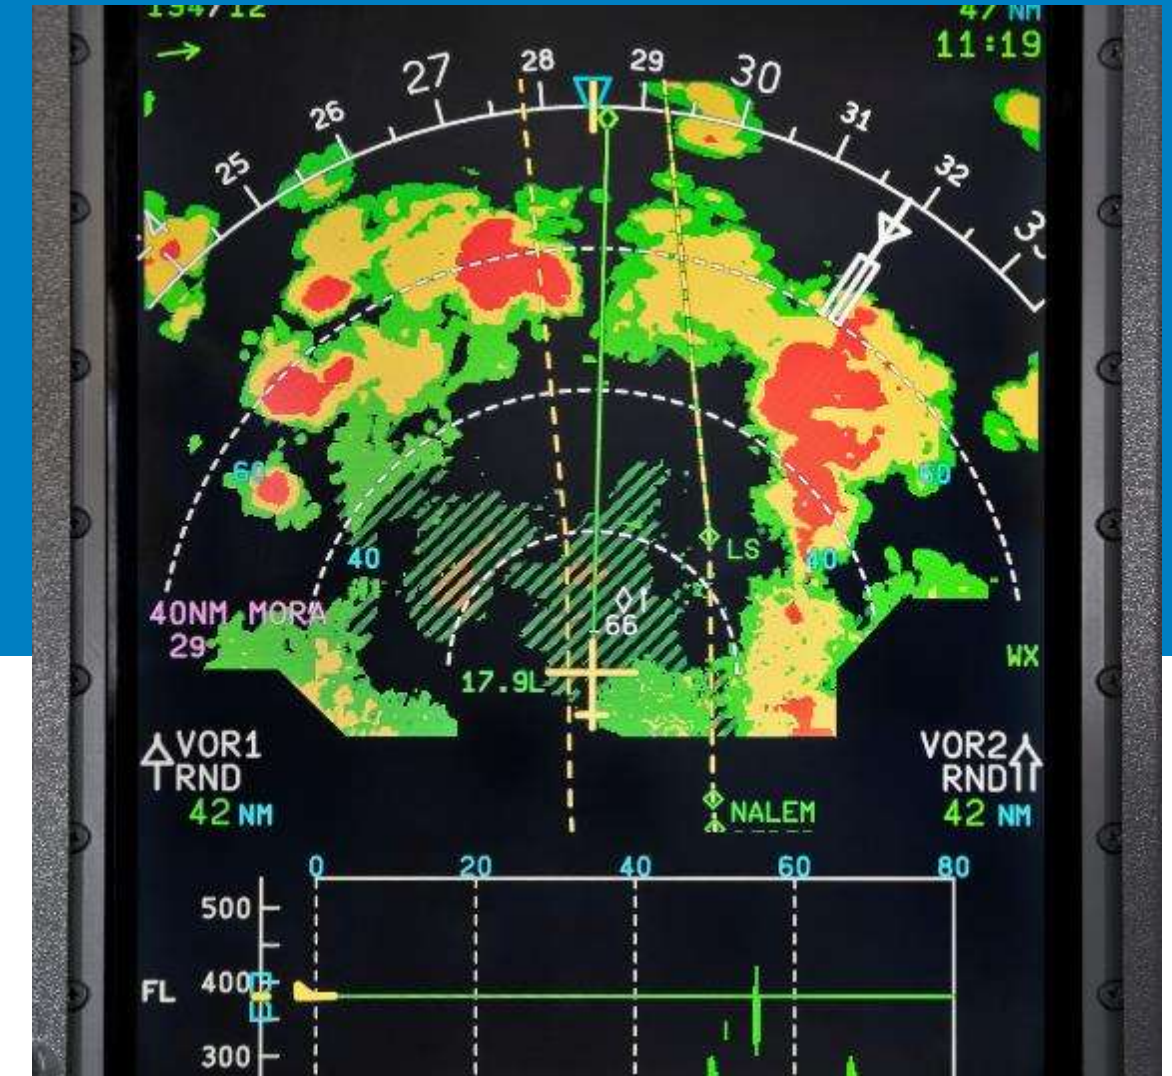 194/12
47 NM
11:19
25 26 27 28 29 30 31 32
60 60
LS
40 40
40NM MORA
29
66
WX
17.9L
VOR1
RND
42 NM
VOR2
RND
42 NM
NALEM
0 20 40 60 80
500
FL 400
300